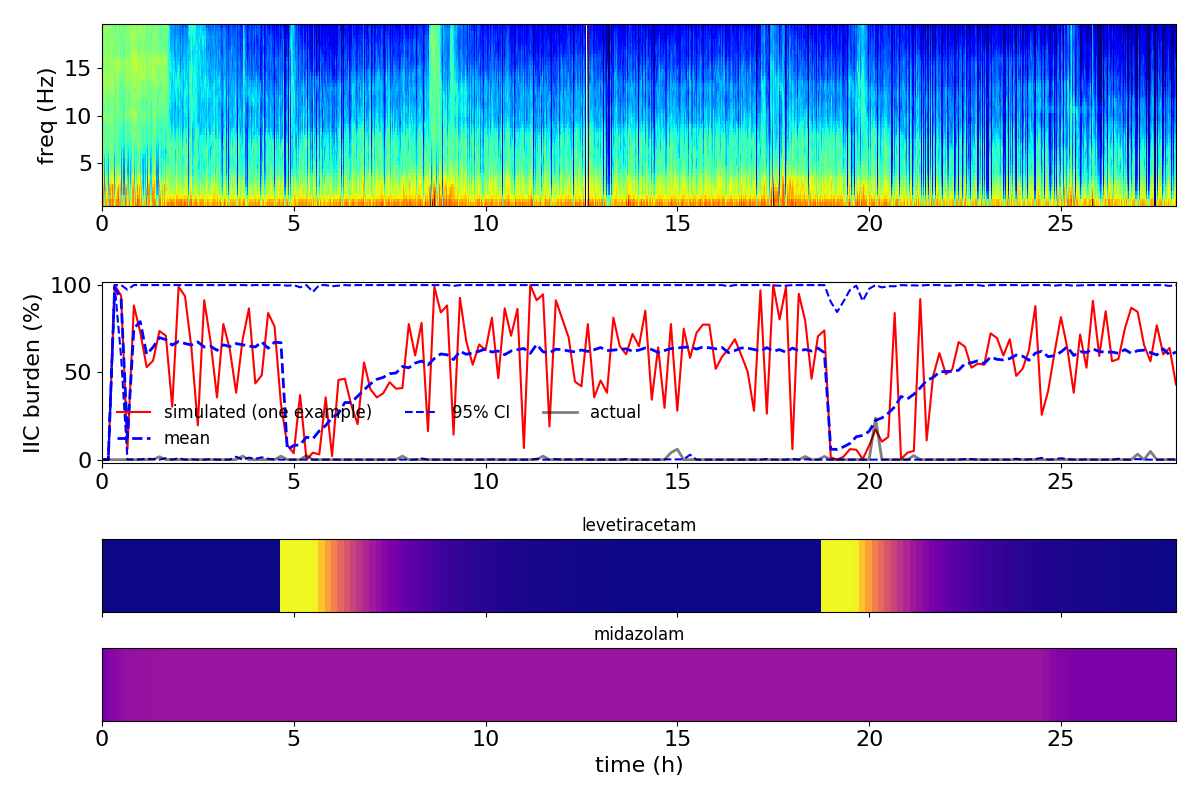 15
10
5
freq (Hz)
0 5 10 15 20 25
100
50
0
IIC burden (%)
simulated (one example) 95% CI actual
mean
0 5 10 15 20 25
levetiracetam
midazolam
0 5 10 15 20 25
time (h)